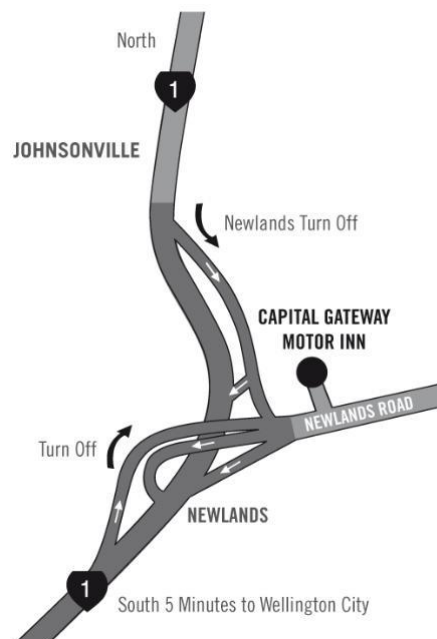 North
1
JOHNSONVILLE
Newlands Turn Off
CAPITAL GATEWAY
MOTOR INN
NEWLANDS ROAD
Turn Off
NEWLANDS
1
South 5 Minutes to Wellington City